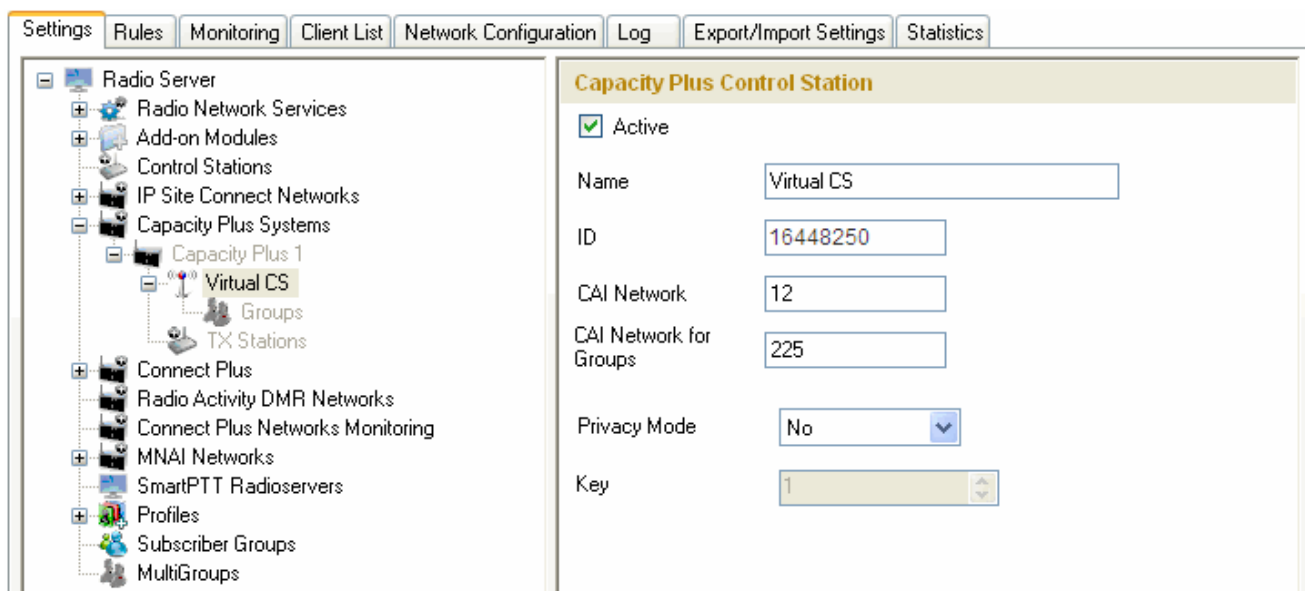 Settings
Rules
Monitoring
Client List
Network Configuration
Log
Export/Import Settings
Statistics
Radio Server
Radio Network Services
Add-on Modules
Control Stations
IP Site Connect Networks
Capacity Plus Systems
Capacity Plus 1
Virtual CS
Groups
TX Stations
Connect Plus
Radio Activity DMR Networks
Connect Plus Networks Monitoring
MNAI Networks
SmartPTT Radioservers
Profiles
Subscriber Groups
MultiGroups
Capacity Plus Control Station
Active
Name
Virtual CS
ID
16448250
CAI Network
12
CAI Network for
Groups
225
Privacy Mode
No
Key
1